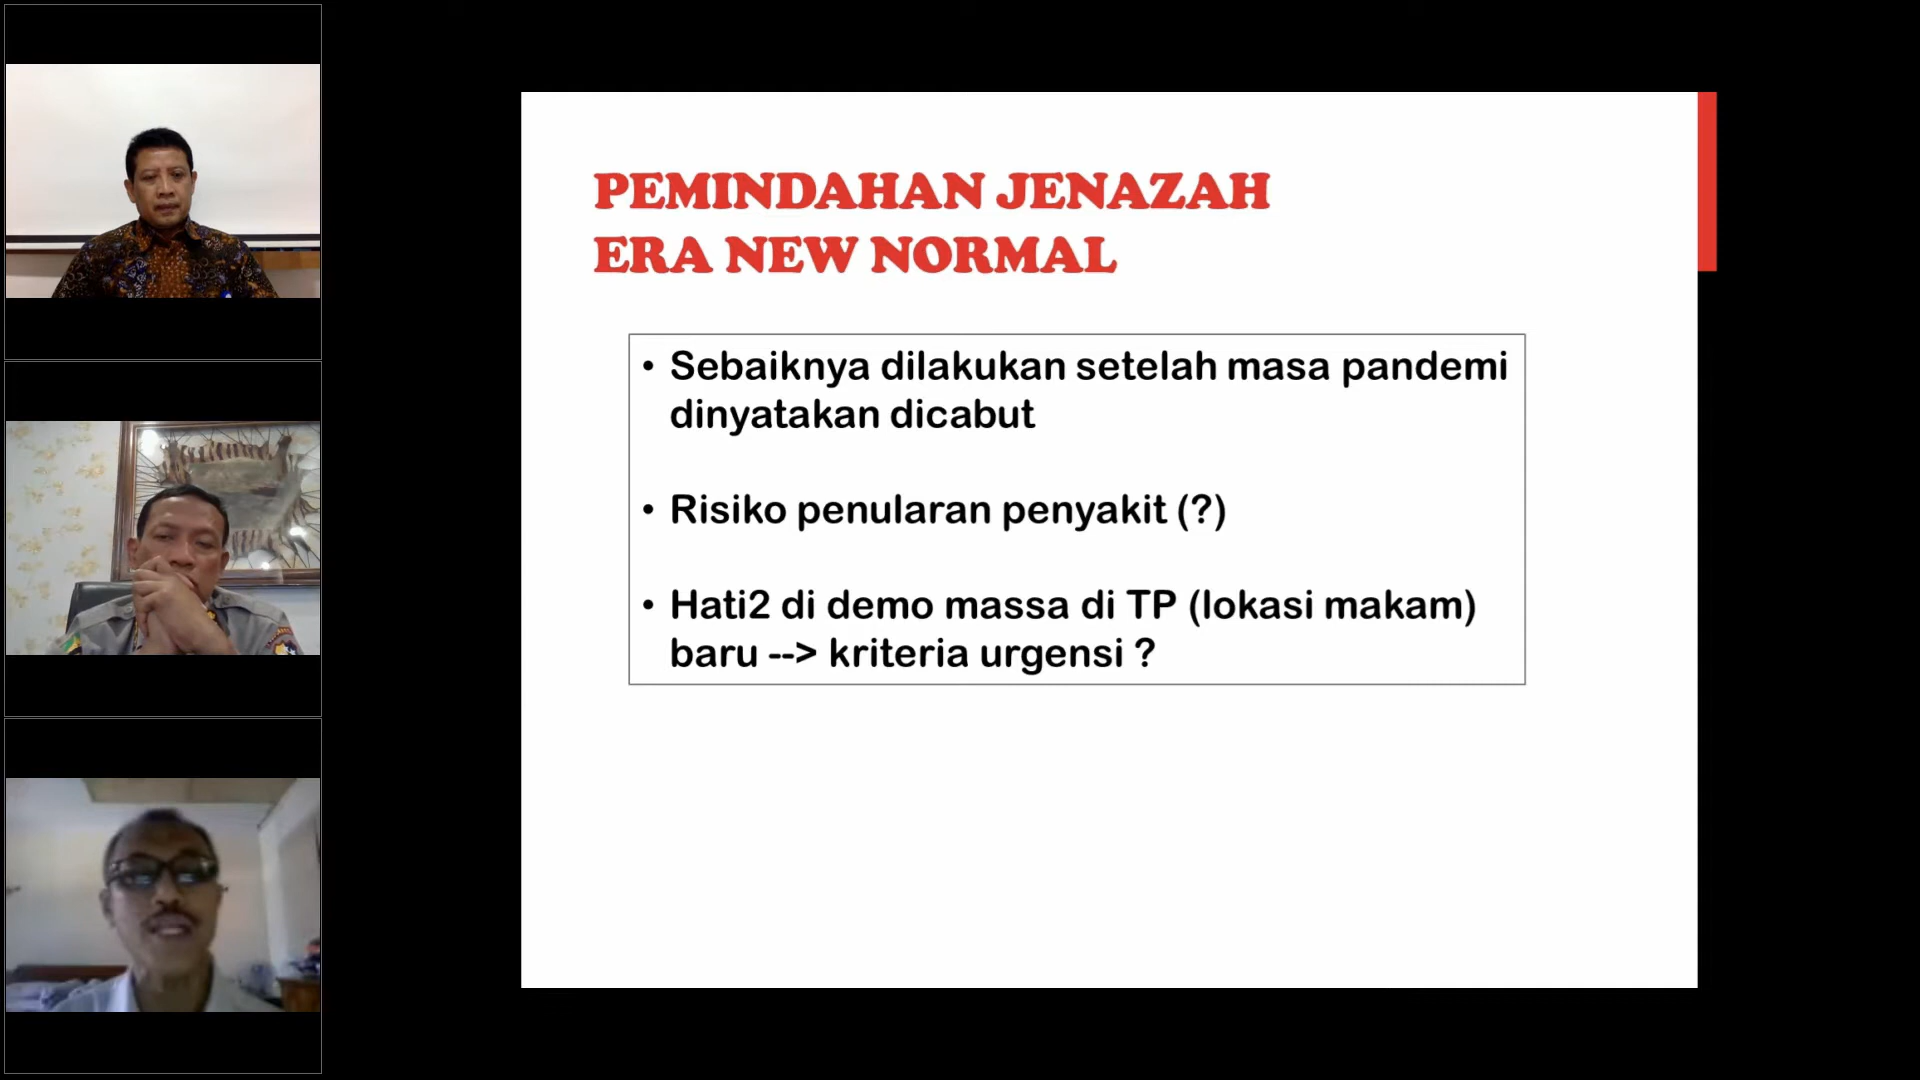 PEMINDAHAN JENAZAH
ERA NEW NORMAL
• Sebaiknya dilakukan setelah masa pandemi
dinyatakan dicabut
• Risiko penularan penyakit (?)
• Hati2 di demo massa di TP (lokasi makam)
baru --> kriteria urgensi ?